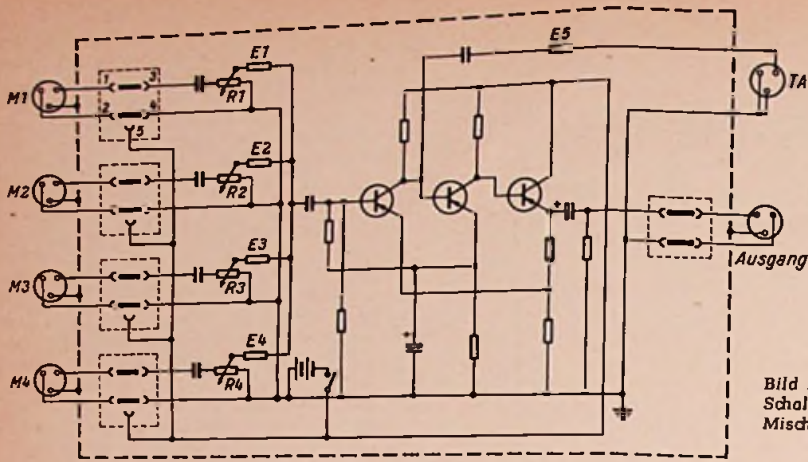 E1
E5
M1
1
3
R1
TA
2
4
5
E2
M2
R2
E3
M3
R3
Ausgang
E4
M4
R4
+
+
Bild
Schal
Misch